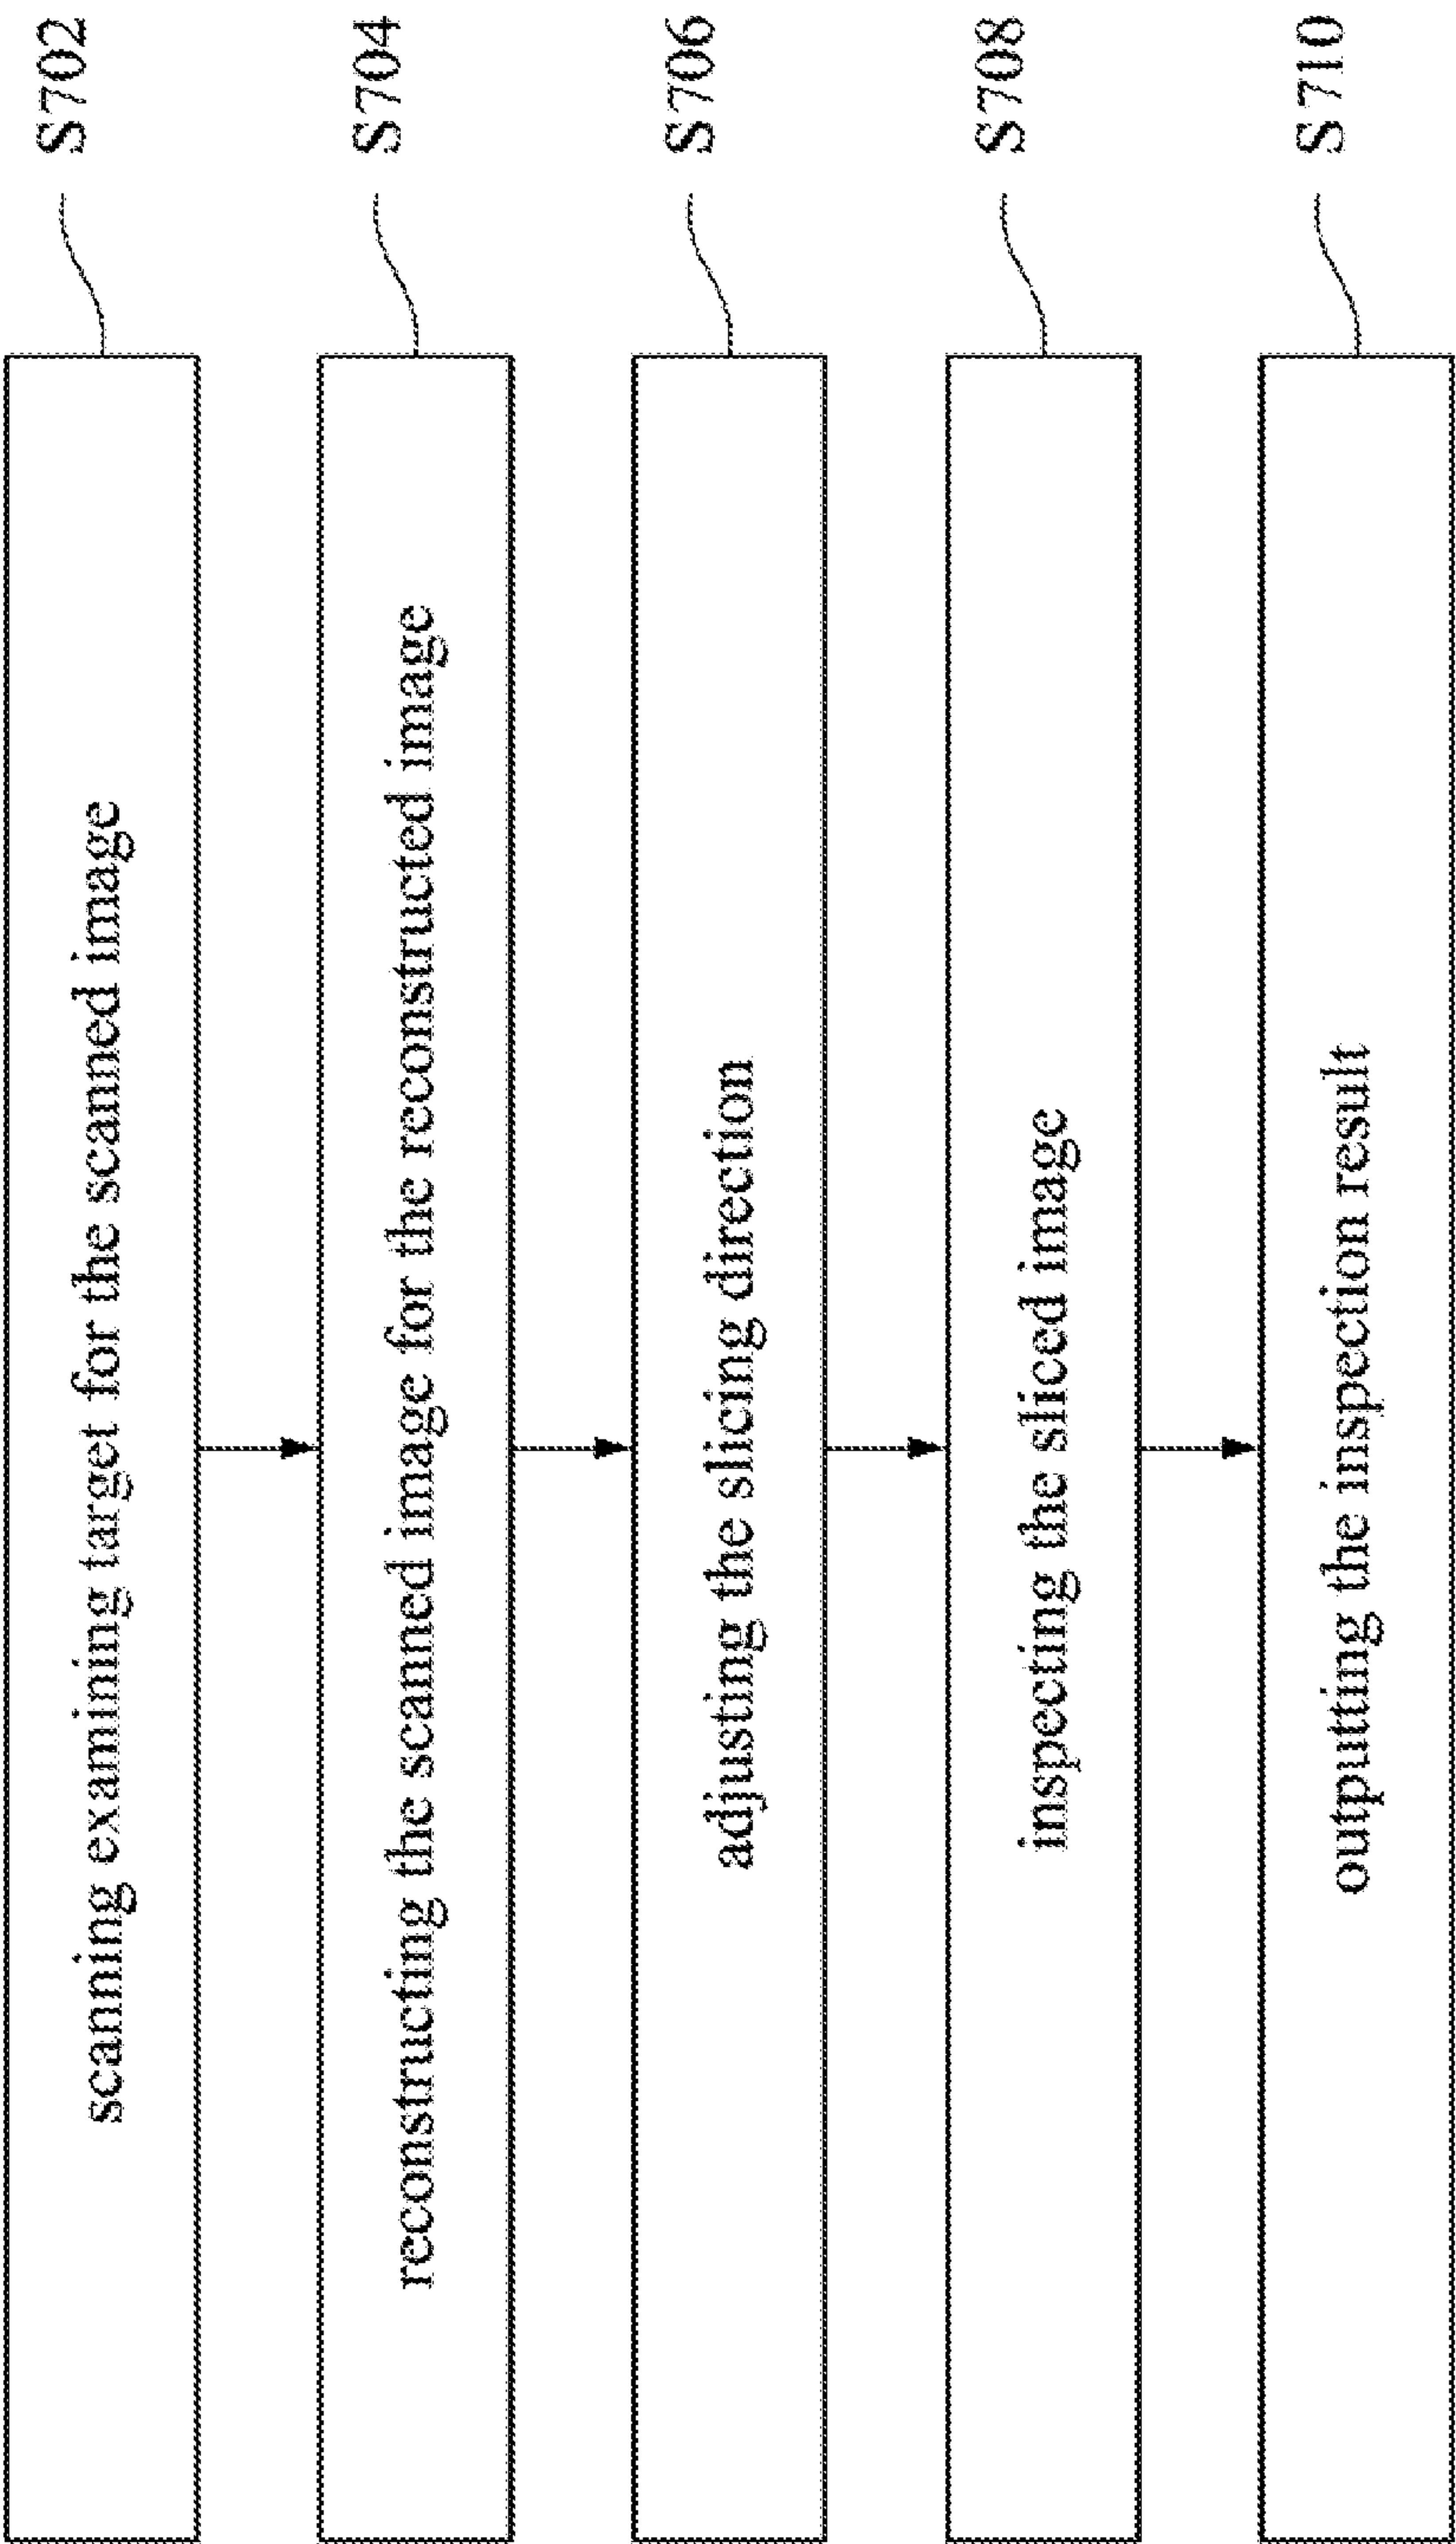 scanning examining target for the scanned image
S702
reconstructing the scanned image for the reconstructed image
S704
adjusting the slicing direction
S706
inspecting the sliced image
S708
outputting the inspection result
S710